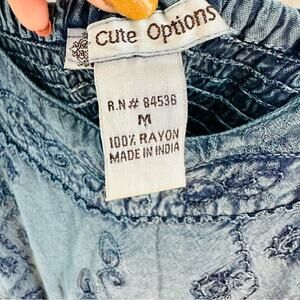 Cute Options
R.N.# 84536
M
100% RAYON
MADE IN INDIA